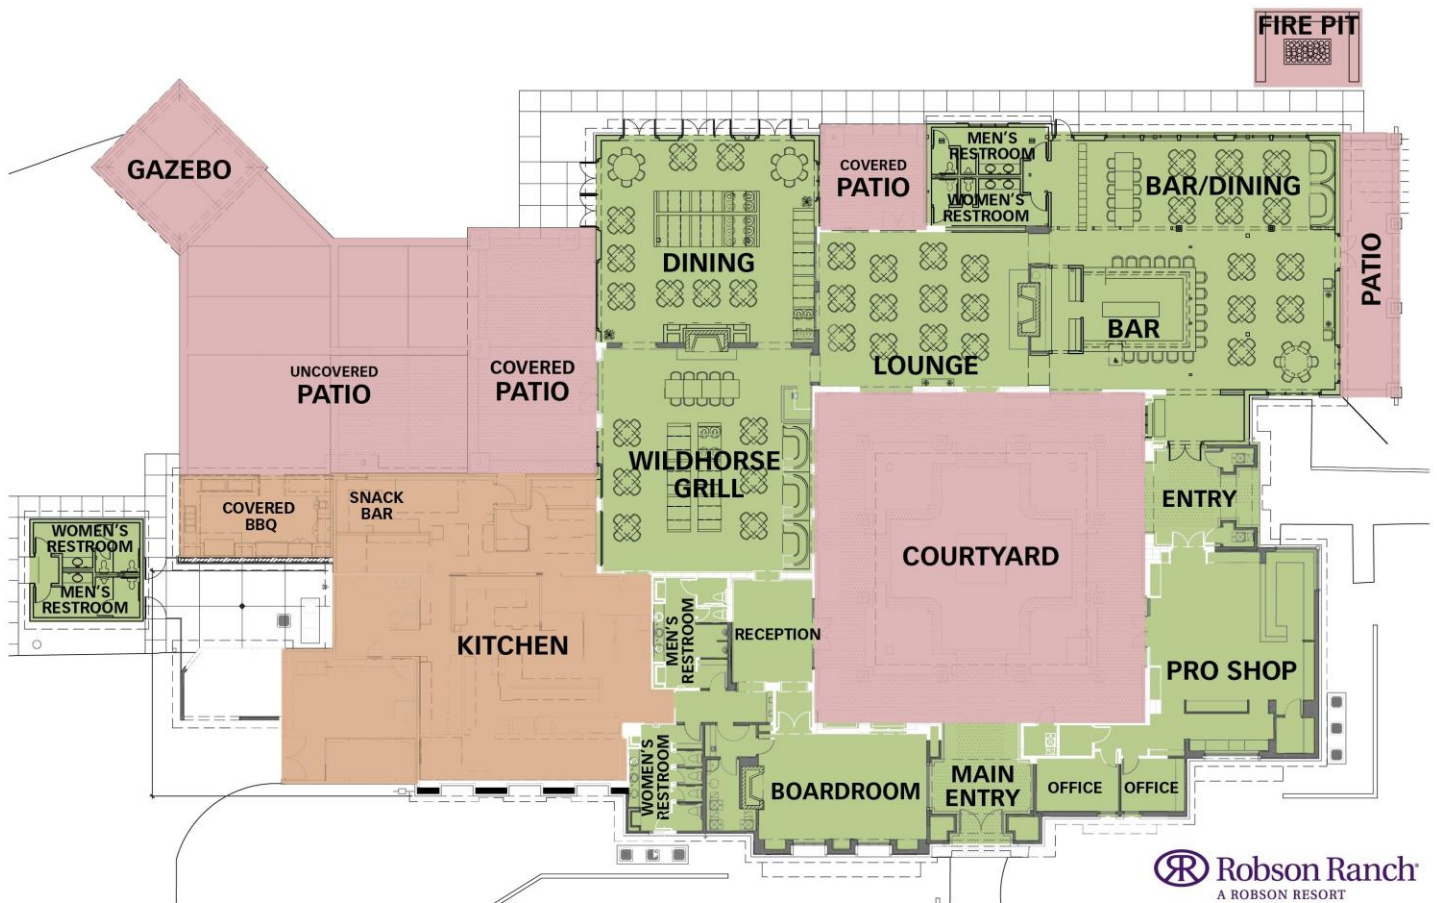 FIRE PIT
GAZEBO
COVERED
PATIO
MEN'S
RESTROOM
WOMEN'S
RESTROOM
BAR/DINING
DINING
PATIO
BAR
LOUNGE
UNCOVERED
PATIO
COVERED
PATIO
WILDHORSE
GRILL
COVERED
BBQ
SNACK
BAR
ENTRY
WOMEN'S
RESTROOM
MEN'S
RESTROOM
COURTYARD
KITCHEN
MEN'S
RESTROOM
RECEPTION
PRO SHOP
WOMEN'S
RESTROOM
BOARDROOM
MAIN
ENTRY
OFFICE
OFFICE
RR Robson Ranch
A ROBSON RESORT